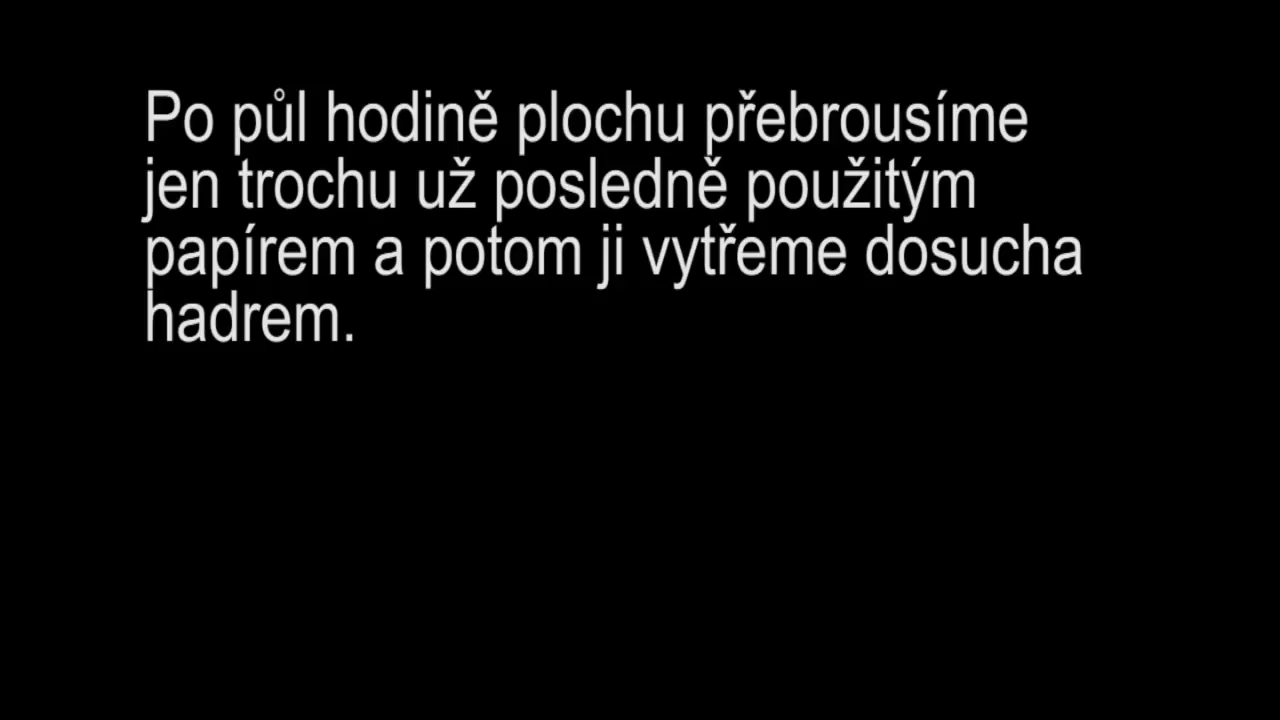 Po půl hodině plochu přebrousíme
jen trochu už posledně použitým
papírem a potom ji vytřeme dosucha
hadrem.